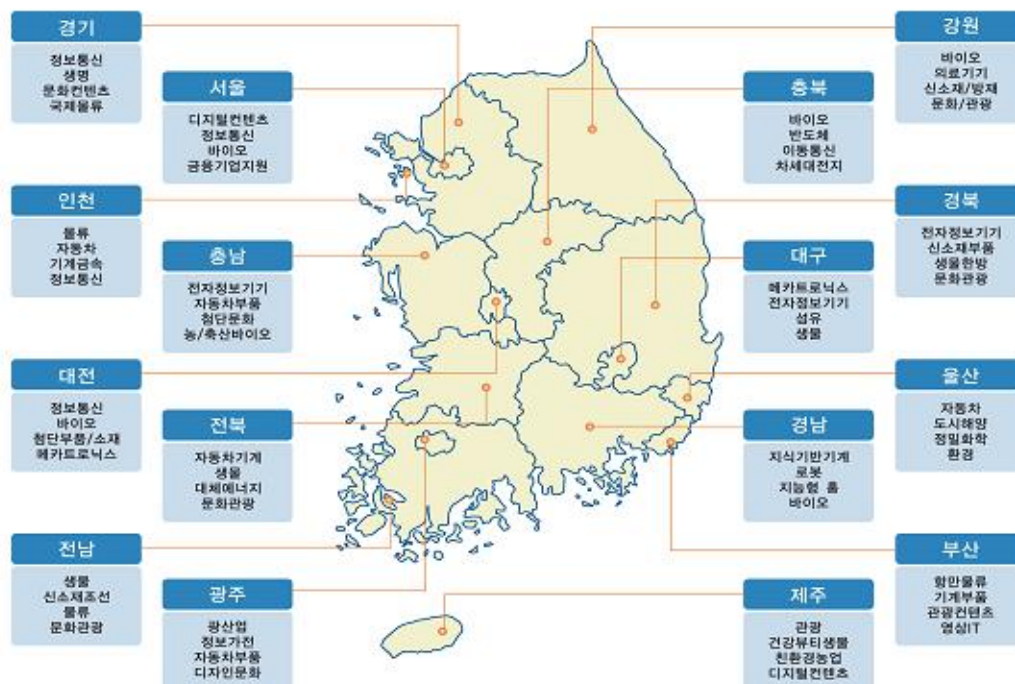 경기
정보통신
생명
문화컨텐츠
국제물류
서울
디지털컨텐츠
정보통신
바이오
금융기업지원
인천
물류
자동차
기계금속
정보통신
충남
전자정보기기
자동차부품
첨단문화
농/축산바이오
대전
정보통신
바이오
첨단부품/소재
메카트로닉스
전북
자동차기계
생물
대체에너지
문화관광
전남
생물
신소재조선
물류
문화관광
광주
광산업
정보가전
자동차부품
디자인문화
강원
바이오
의료기기
신소재/방재
문화/관광
충북
바이오
반도체
이동통신
차세대전지
경북
전자정보기기
신소재부품
생물한방
문화관광
대구
메카트로닉스
전자정보기기
섬유
생물
울산
자동차
도시해양
정밀화학
환경
경남
지식기반기계
로봇
지능형 홈
바이오
부산
항만물류
기계부품
관광컨텐츠
영상IT
제주
관광
건강뷰티생물
친환경농업
디지털컨텐츠